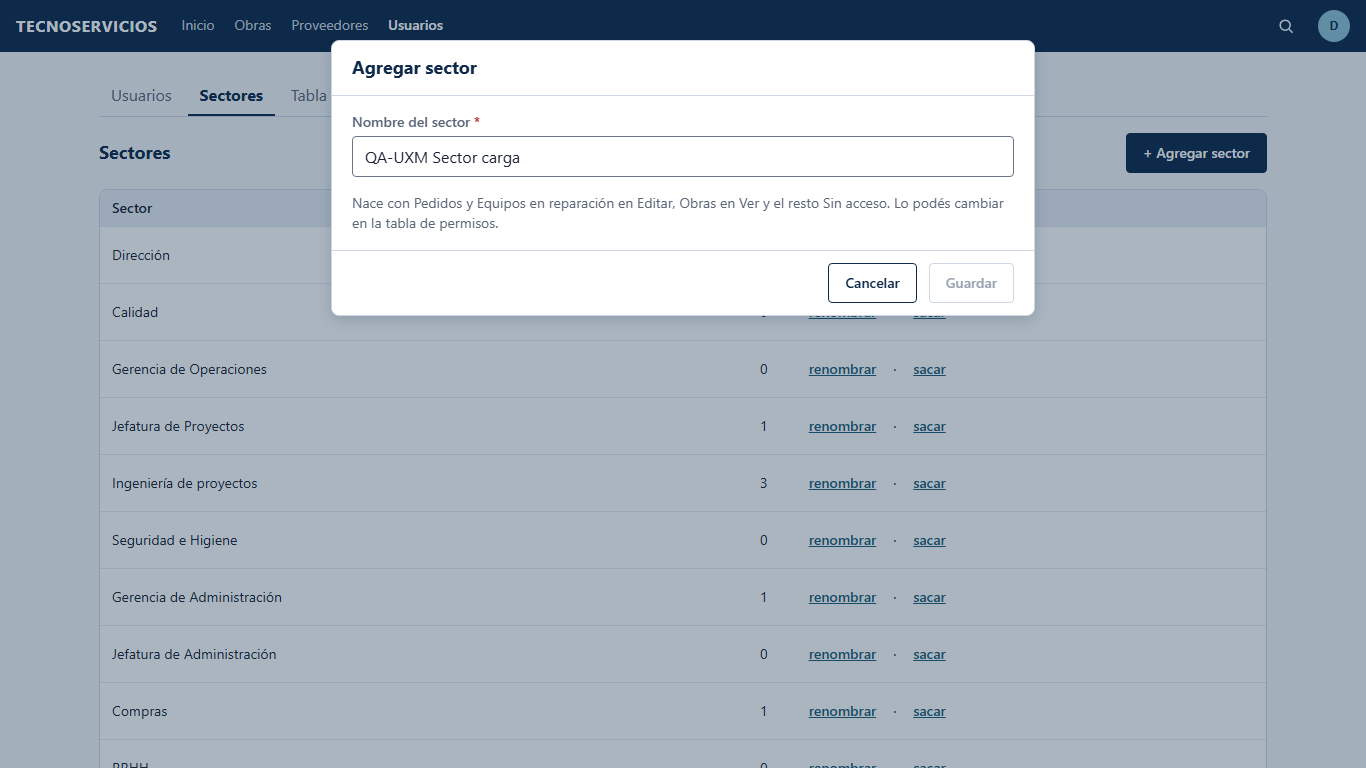 TECNOSERVICIOS Inicio Obras Proveedores Usuarios D
Agregar sector
Usuarios Sectores Tabla
Nombre del sector *
QA-UXM Sector carga
Sectores
+ Agregar sector
Nace con Pedidos y Equipos en reparación en Editar, Obras en Ver y el resto Sin acceso. Lo podés cambiar
en la tabla de permisos.
Sector
Dirección
Cancelar Guardar
Calidad renombrar sacar
Gerencia de Operaciones 0 renombrar · sacar
Jefatura de Proyectos 1 renombrar · sacar
Ingeniería de proyectos 3 renombrar · sacar
Seguridad e Higiene 0 renombrar · sacar
Gerencia de Administración 1 renombrar · sacar
Jefatura de Administración 0 renombrar · sacar
Compras 1 renombrar · sacar
RRHH 0 renombrar · sacar